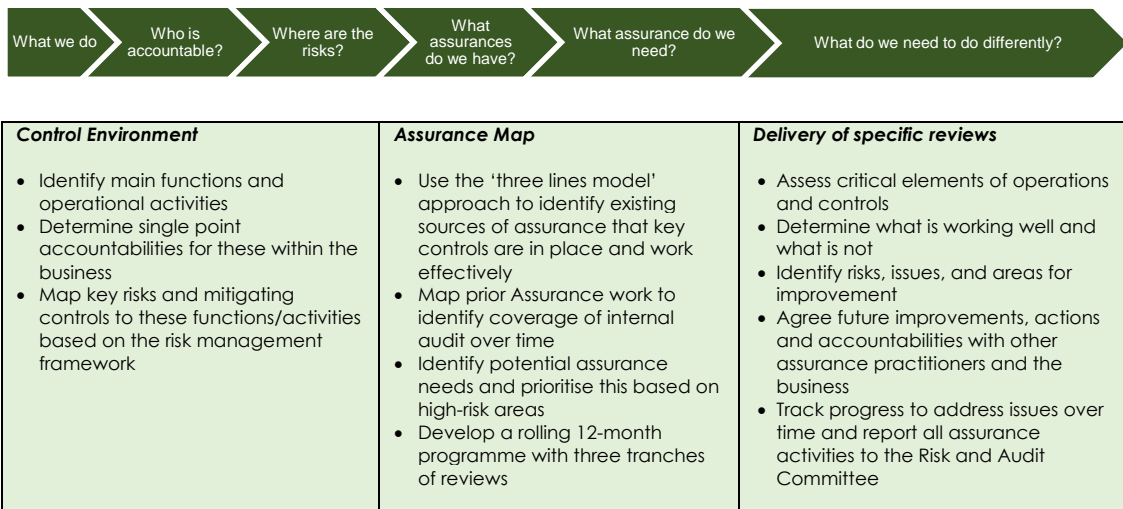 What we do
Who is
accountable?
Where are the
risks?
What
assurances
do we have?
What assurance do we
need?
What do we need to do differently?
Control Environment
• Identify main functions and
operational activities
• Determine single point
accountabilities for these within the
business
• Map key risks and mitigating
controls to these functions/activities
based on the risk management
framework
Assurance Map
• Use the ‘three lines model’
approach to identify existing
sources of assurance that key
controls are in place and work
effectively
• Map prior Assurance work to
identify coverage of internal
audit over time
• Identify potential assurance
needs and prioritise this based on
high-risk areas
• Develop a rolling 12-month
programme with three tranches
of reviews
Delivery of specific reviews
• Assess critical elements of operations
and controls
• Determine what is working well and
what is not
• Identify risks, issues, and areas for
improvement
• Agree future improvements, actions
and accountabilities with other
assurance practitioners and the
business
• Track progress to address issues over
time and report all assurance
activities to the Risk and Audit
Committee